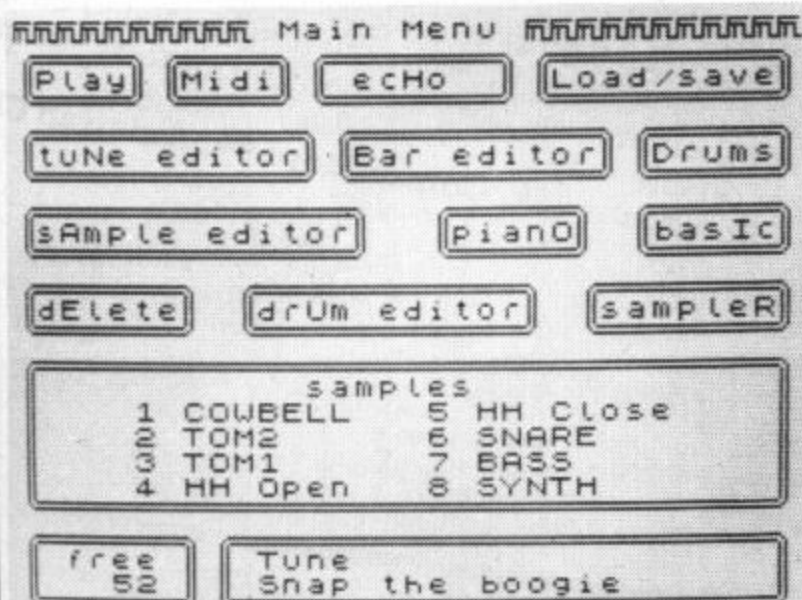 Main Menu
Play Midi ecHo Load/save
tuNe editor Bar editor Drums
sAmple editor pianO basIc
dElete drUm editor sampleR
samples
1 COWBELL 5 HH Close
2 TOM2 6 SNARE
3 TOM1 7 BASS
4 HH Open 8 SYNTH
free Tune
52 Snap the boogie